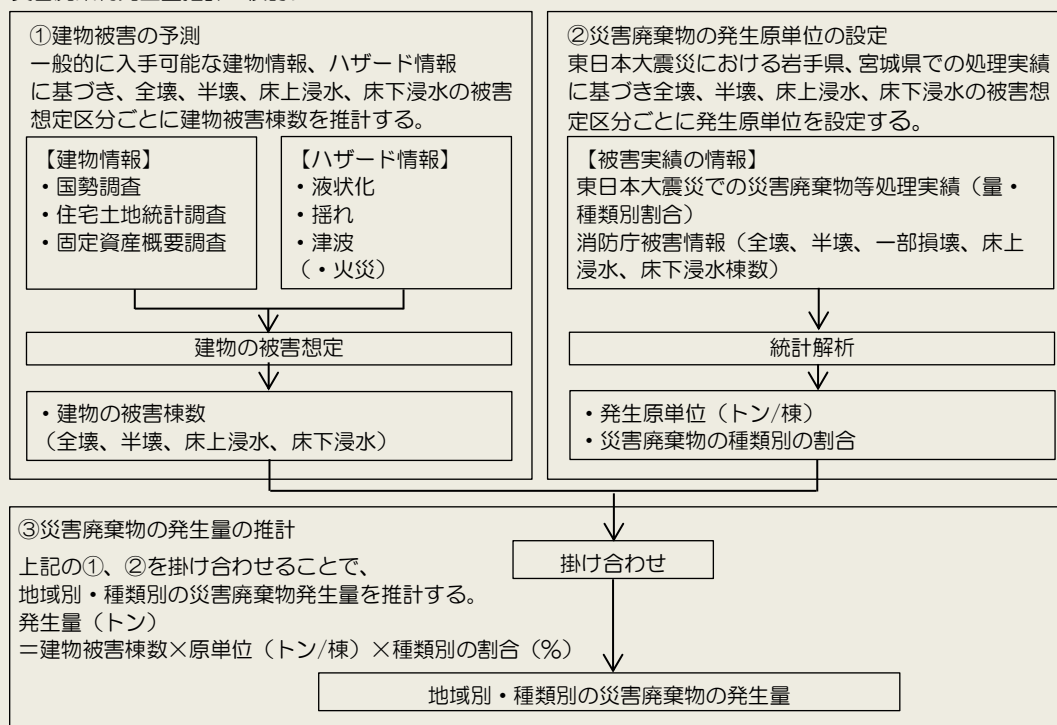 ①建物被害の予測
一般的に入手可能な建物情報、ハザード情報
に基づき、全壊、半壊、床上浸水、床下浸水の被害
想定区分ごとに建物被害棟数を推計する。
【建物情報】
・国勢調査
・住宅土地統計調査
・固定資産概要調査
【ハザード情報】
・液状化
・揺れ
・津波
（・火災）
建物の被害想定
・建物の被害棟数
（全壊、半壊、床上浸水、床下浸水）
②災害廃棄物の発生原単位の設定
東日本大震災における岩手県、宮城県での処理実績
に基づき全壊、半壊、床上浸水、床下浸水の被害想
定区分ごとに発生原単位を設定する。
【被害実績の情報】
東日本大震災での災害廃棄物等処理実績（量・
種類別割合）
消防庁被害情報（全壊、半壊、一部損壊、床上
浸水、床下浸水棟数）
統計解析
・発生原単位（トン/棟）
・災害廃棄物の種類別の割合
③災害廃棄物の発生量の推計
上記の①、②を掛け合わせることで、
地域別・種類別の災害廃棄物発生量を推計する。
発生量（トン）
＝建物被害棟数×原単位（トン/棟）×種類別の割合（%）
掛け合わせ
地域別・種類別の災害廃棄物の発生量